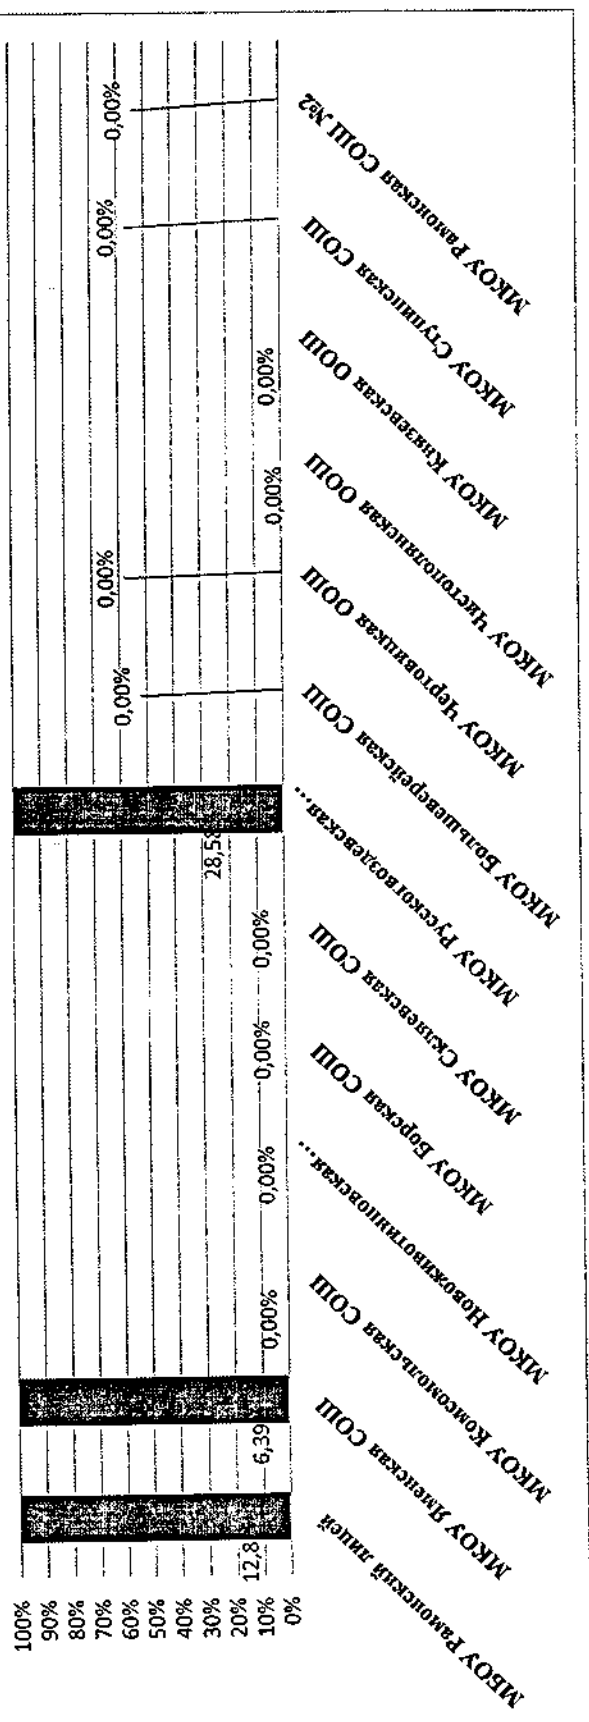 100%
90%
80%
70%
60%
50%
40%
30%
20%
10%
0%
12,8
6,39
0,00%
0,00%
0,00%
0,00%
28,58
0,00%
0,00%
0,00%
0,00%
0,00%
0,00%
МБОУ Рамонский лицей
МКОУ Яменская СОШ
МКОУ Комсомольская СОШ
МКОУ Новоживотинновская...
МКОУ Борская СОШ
МКОУ Скляевская СОШ
МКОУ Русскогвоздевская...
МКОУ Большеверейская СОШ
МКОУ Чертовицкая ООШ
МКОУ Чистополянская ООШ
МКОУ Князевская ООШ
МКОУ Ступинская СОШ
МКОУ Рамонская СОШ №2